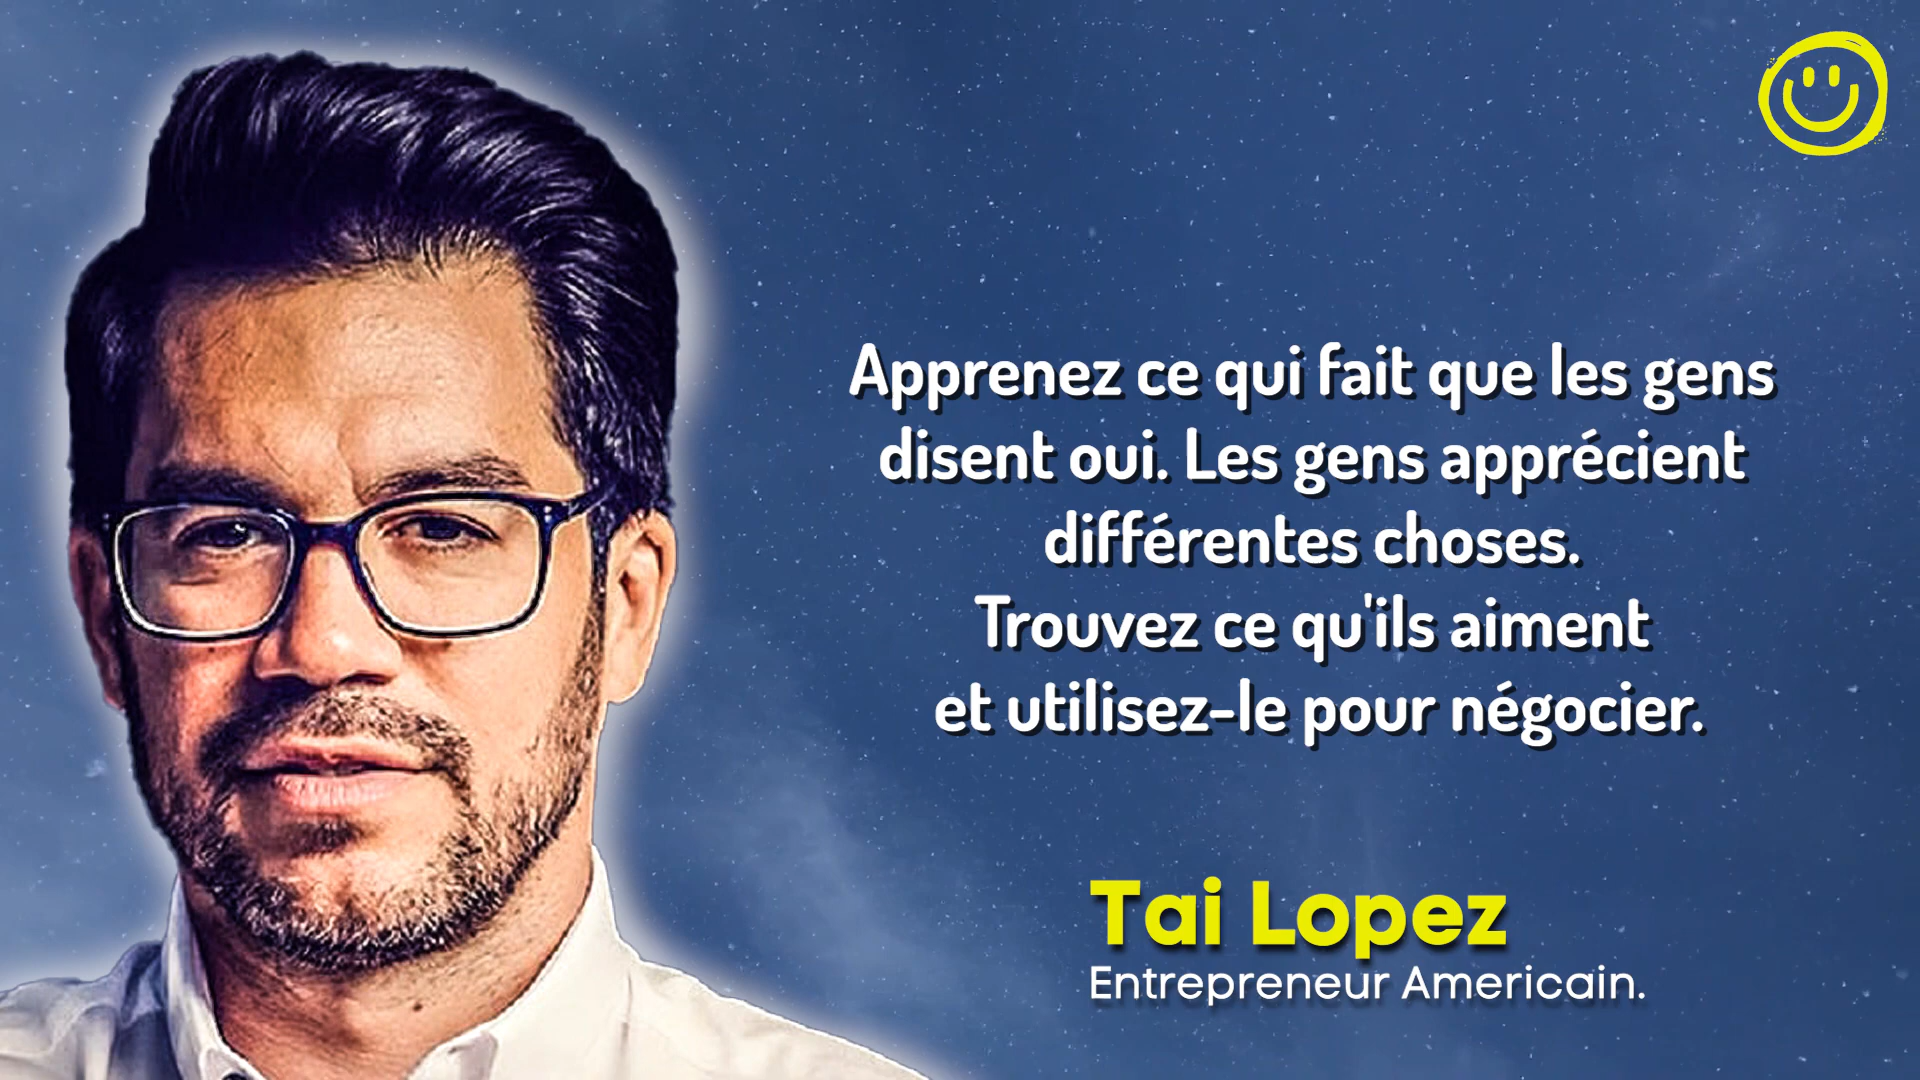 Apprenez ce qui fait que les gens
disent oui. Les gens apprécient
différentes choses.
Trouvez ce qu'ils aiment
et utilisez-le pour négocier.
Tai Lopez
Entrepreneur Americain.